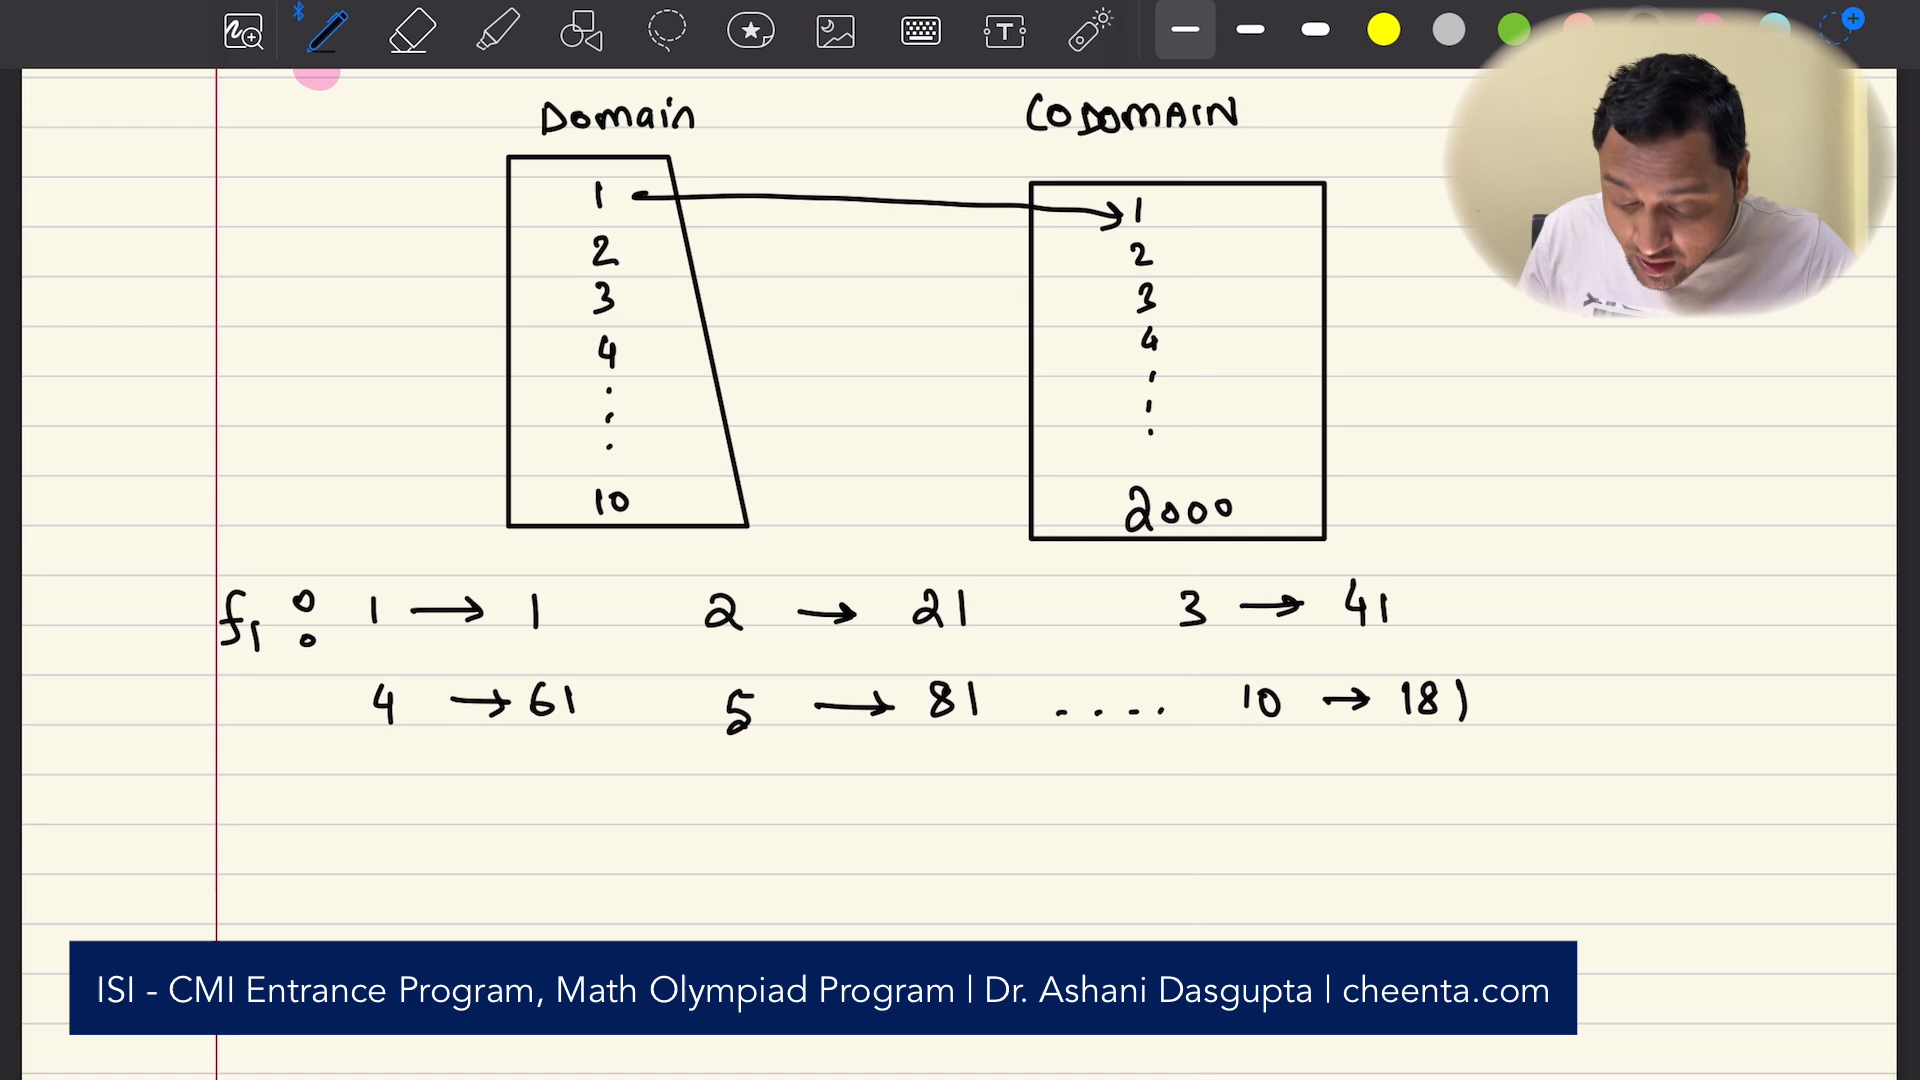 Domain CODOMAIN
1 → 1
2 2
3 3
4 4
10 2000
f₁ : 1 → 1 2 → 21 3 → 41
4 → 61 5 → 81 .... 10 → 181
ISI - CMI Entrance Program, Math Olympiad Program | Dr. Ashani Dasgupta | cheenta.com